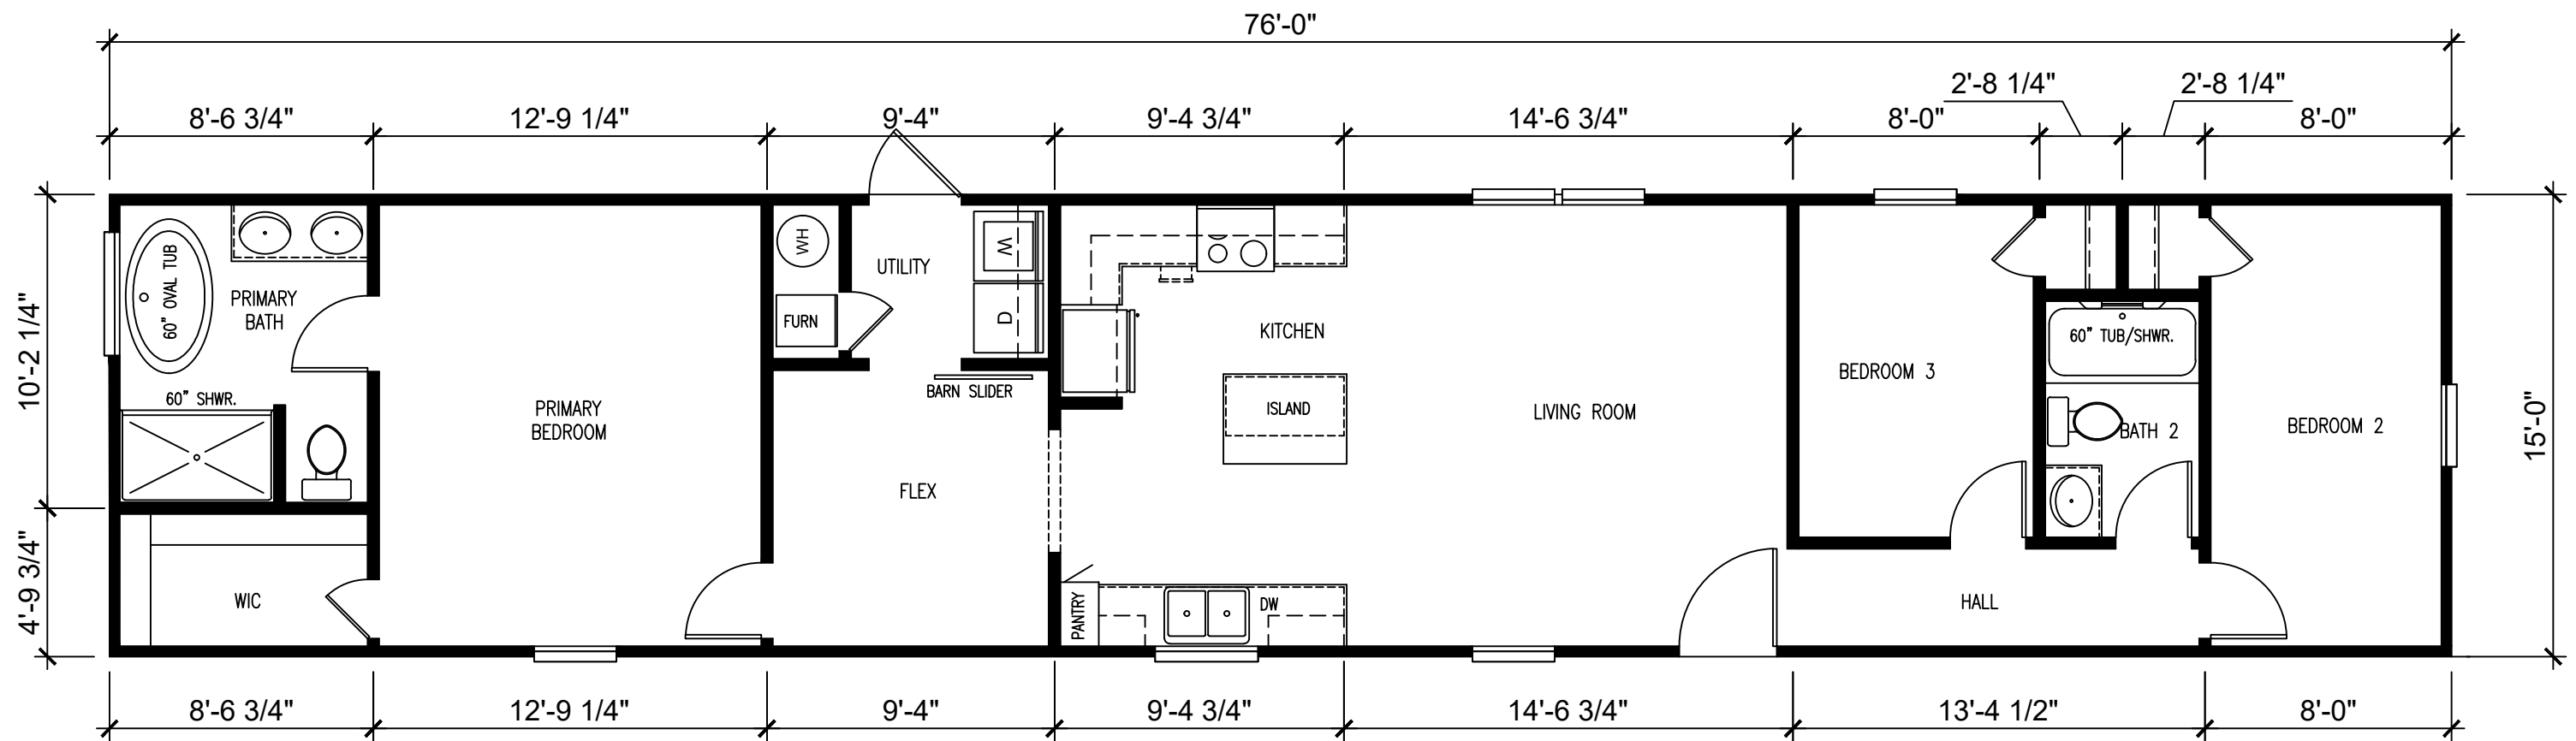 76'-0"
2'-8 1/4"
2'-8 1/4"
8'-6 3/4"
12'-9 1/4"
9'-4"
9'-4 3/4"
14'-6 3/4"
8'-0"
8'-0"
10'-2 1/4"
4'-9 3/4"
15'-0"
60" OVAL TUB
PRIMARY
BATH
60" SHWR.
WIC
PRIMARY
BEDROOM
WH
FURN
UTILITY
W
D
BARN SLIDER
FLEX
KITCHEN
ISLAND
PANTRY
DW
LIVING ROOM
BEDROOM 3
60" TUB/SHWR.
BATH 2
BEDROOM 2
HALL
8'-6 3/4"
12'-9 1/4"
9'-4"
9'-4 3/4"
14'-6 3/4"
13'-4 1/2"
8'-0"